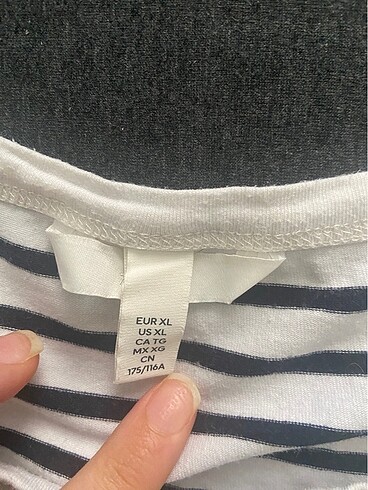 EUR XL
US XL
CA TG
MX XG
CN
175/116A